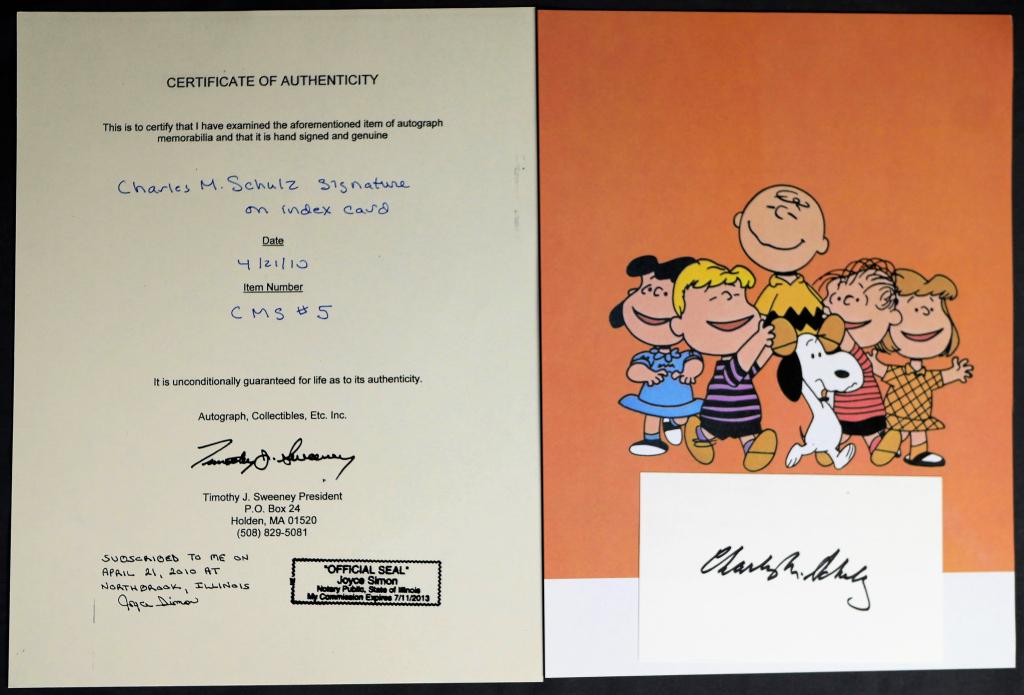 CERTIFICATE OF AUTHENTICITY
This is to certify that I have examined the aforementioned item of autograph
memorabilia and that it is hand signed and genuine
Charles M. Schulz signature
on index card
Date
4/21/10
Item Number
CMS #5
It is unconditionally guaranteed for life as to its authenticity.
Autograph, Collectibles, Etc. Inc.
Timothy J. Sweeney
Timothy J. Sweeney President
P.O. Box 24
Holden, MA 01520
(508) 829-5081
SUBSCRIBED TO ME ON
APRIL 21, 2010 AT
NORTHBROOK, ILLINOIS
Joyce Simon
"OFFICIAL SEAL"
Joyce Simon
Notary Public, State of Illinois
My Commission Expires 7/11/2013
Charles M. Schulz